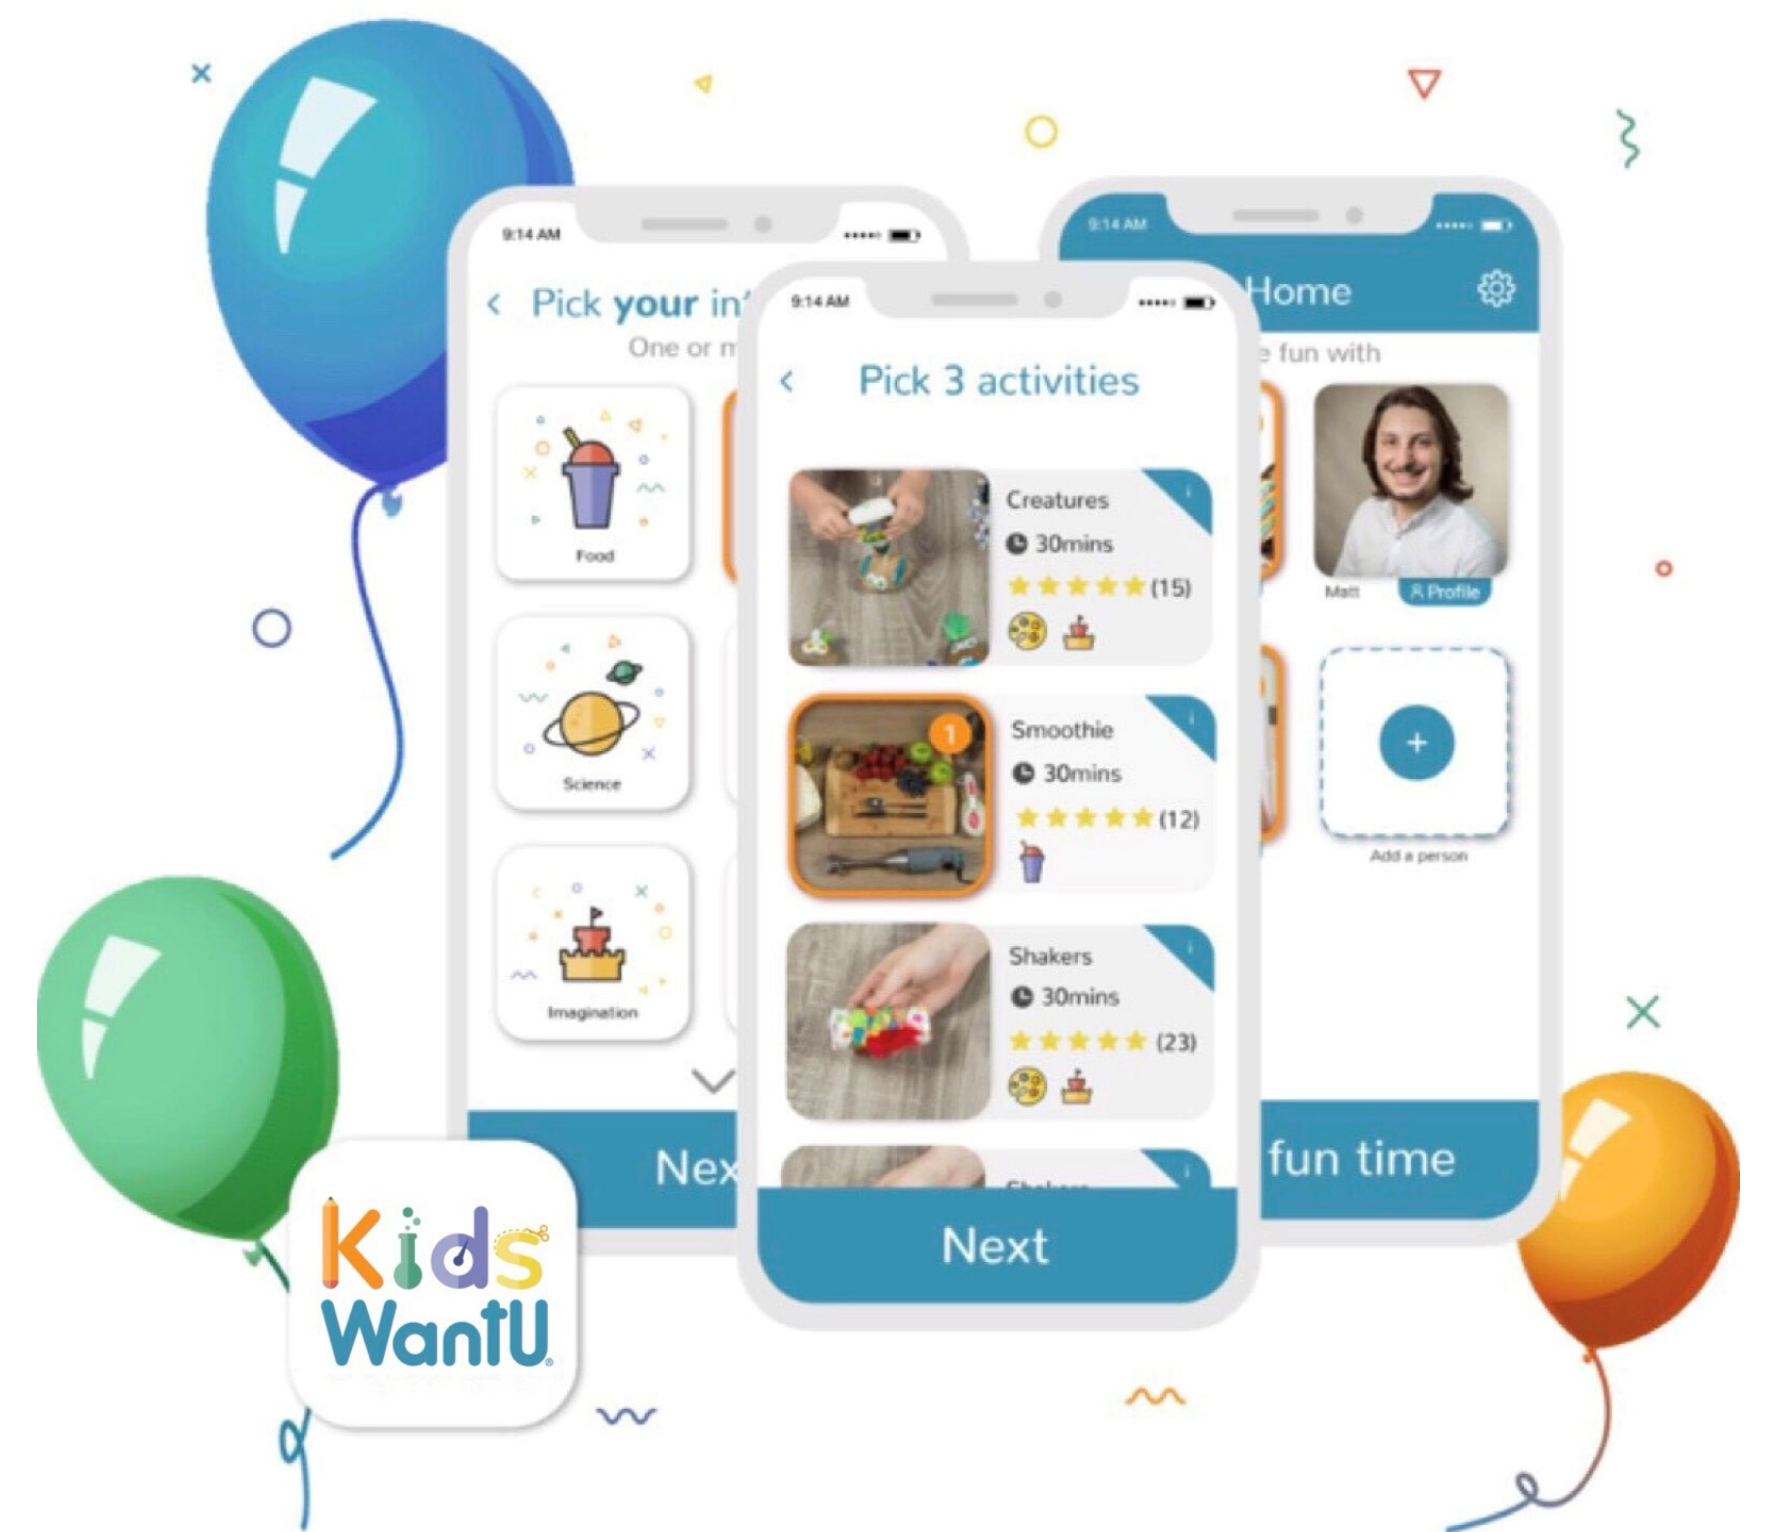 9:14 AM
Pick your in
One or m
Food
Science
Imagination
Nex
9:14 AM
Pick 3 activities
Creatures
30mins
(15)
1
Smoothie
30mins
(12)
Shakers
30mins
(23)
Shakers
Next
9:14 AM
Home
e fun with
Matt
Profile
Add a person
fun time
Kids
WantU®